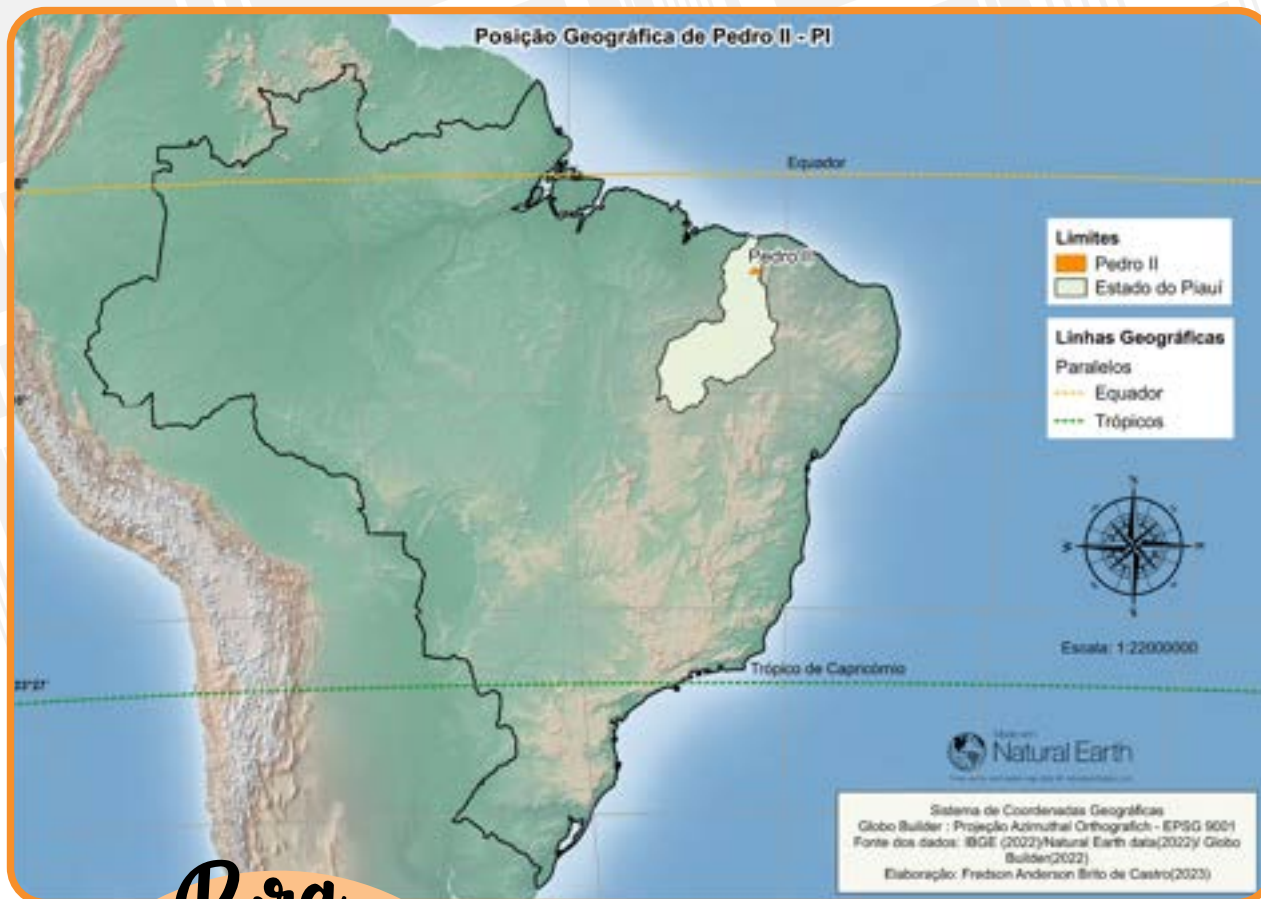 Posição Geográfica de Pedro II - PI
Equador
Pedro II
Limites
Pedro II
Estado do Piauí
Linhas Geográficas
Paralelos
Equador
Trópicos
Escala: 1:22000000
Trópico de Capricórnio
23°27'
Natural Earth
Sistema de Coordenadas Geográficas
Globo Builder : Projeção Azimuthal Orthografich - EPSG 9001
Fonte dos dados: IBGE (2022)/Natural Earth data(2022)/ Globo
Builder(2022)
Elaboração: Fredson Anderson Brito de Castro(2023)